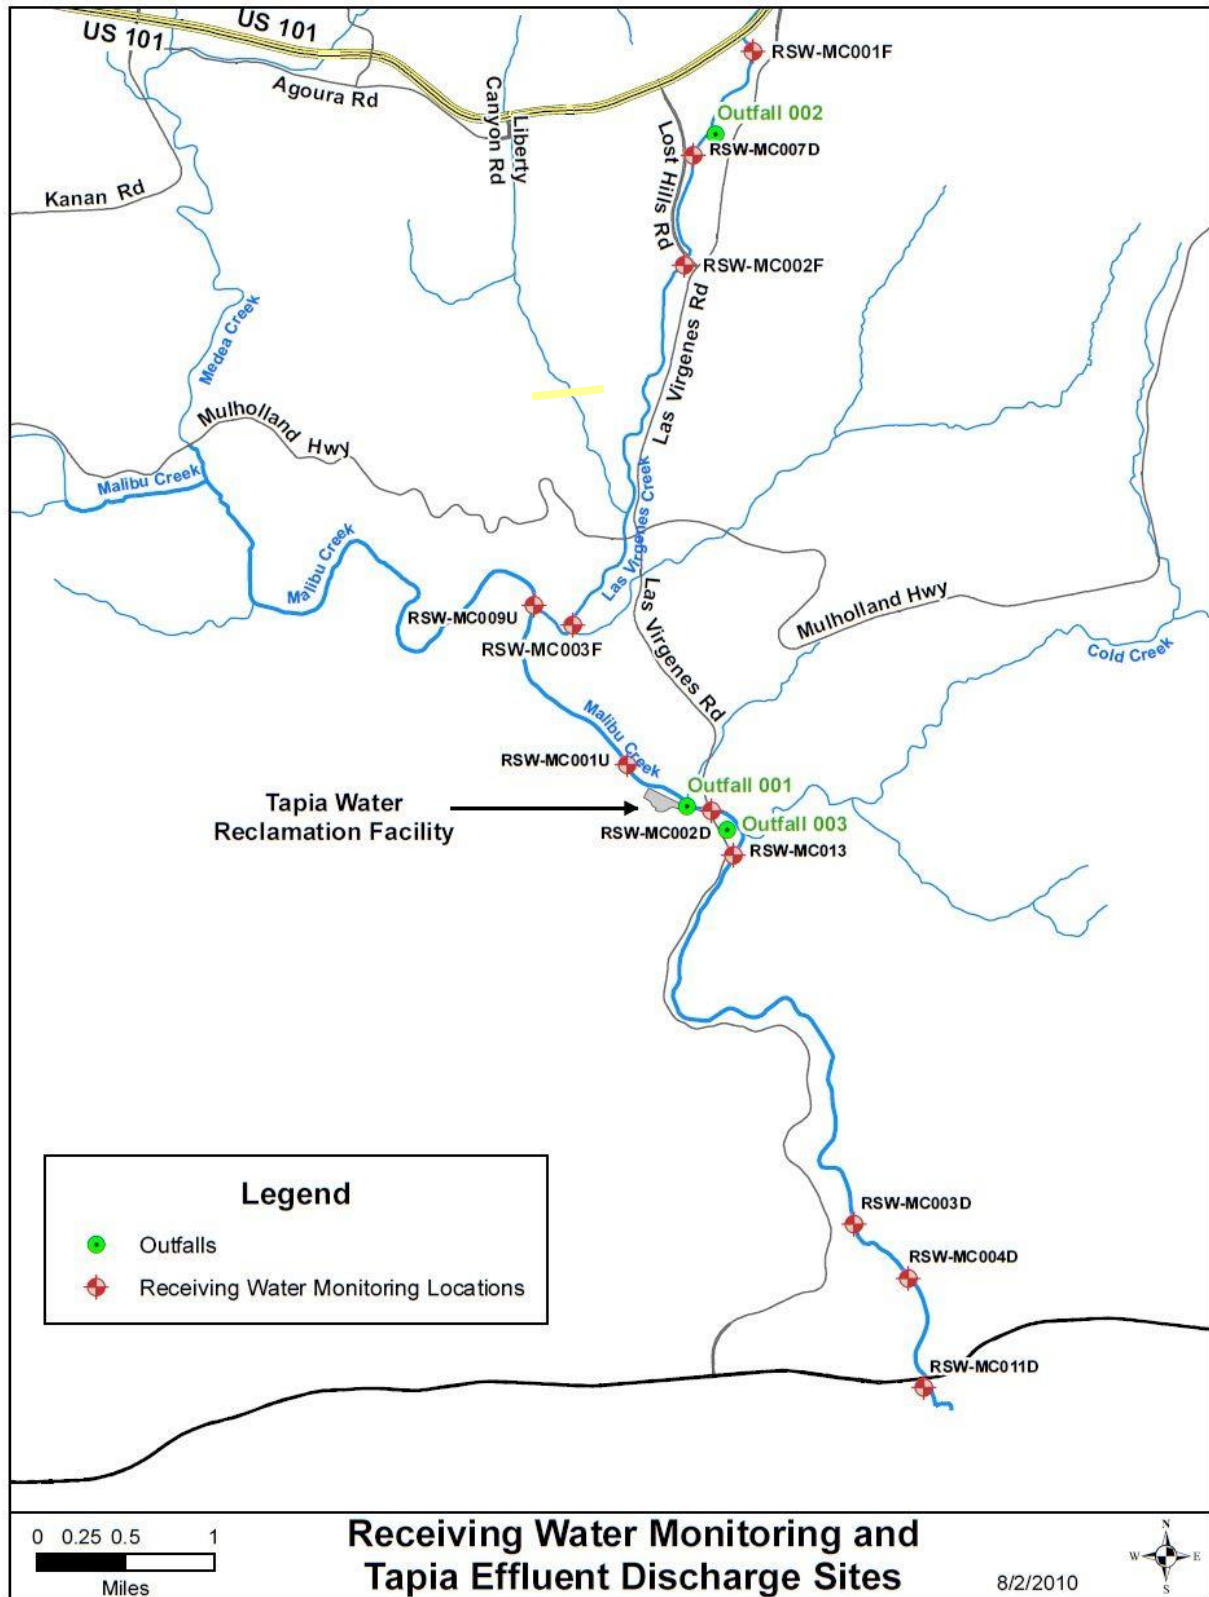 US 101
US 101
RSW-MC001F
Agoura Rd
Liberty
Canyon Rd
Outfall 002
Lost Hills Rd
RSW-MC007D
Kanan Rd
RSW-MC002F
Las Virgenes Rd
Medea Creek
Mulholland Hwy
Malibu Creek
Malibu Creek
Las Virgenes Creek
RSW-MC009U
RSW-MC003F
Las Virgenes Rd
Mulholland Hwy
Cold Creek
Malibu Creek
RSW-MC001U
Outfall 001
Tapia Water
Reclamation Facility
RSW-MC002D
Outfall 003
RSW-MC013
Legend
Outfalls
Receiving Water Monitoring Locations
RSW-MC003D
RSW-MC004D
RSW-MC011D
0 0.25 0.5 1
Miles
Receiving Water Monitoring and
Tapia Effluent Discharge Sites
8/2/2010
N
W E
S